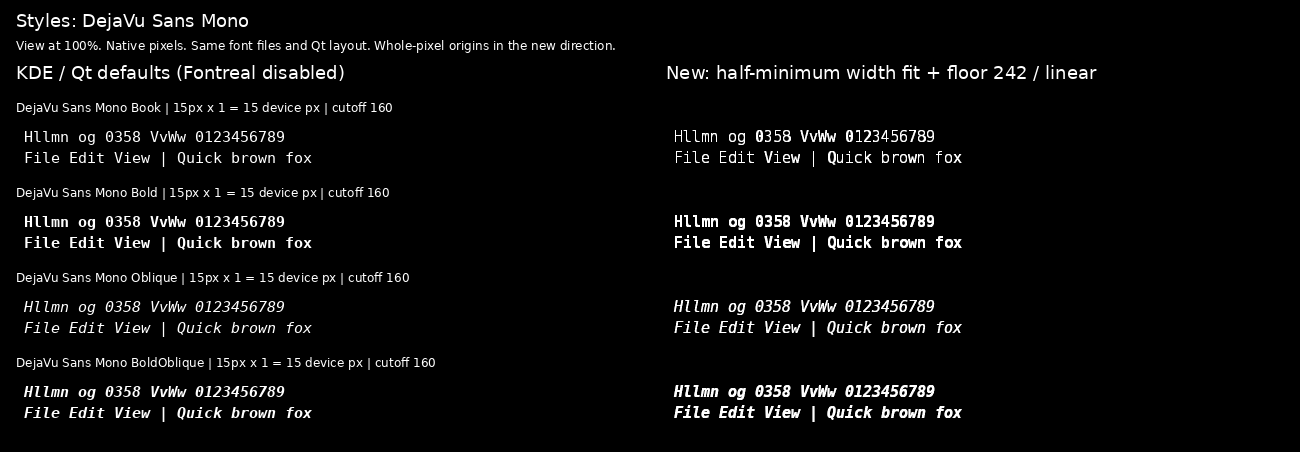 Styles: DejaVu Sans Mono
View at 100%. Native pixels. Same font files and Qt layout. Whole-pixel origins in the new direction.
KDE / Qt defaults (Fontreal disabled)
New: half-minimum width fit + floor 242 / linear
DejaVu Sans Mono Book | 15px x 1 = 15 device px | cutoff 160
Hllmn og 0358 VvWw 0123456789
File Edit View | Quick brown fox
Hllmn og 0358 VvWw 0123456789
File Edit View | Quick brown fox
DejaVu Sans Mono Bold | 15px x 1 = 15 device px | cutoff 160
Hllmn og 0358 VvWw 0123456789
File Edit View | Quick brown fox
Hllmn og 0358 VvWw 0123456789
File Edit View | Quick brown fox
DejaVu Sans Mono Oblique | 15px x 1 = 15 device px | cutoff 160
Hllmn og 0358 VvWw 0123456789
File Edit View | Quick brown fox
Hllmn og 0358 VvWw 0123456789
File Edit View | Quick brown fox
DejaVu Sans Mono BoldOblique | 15px x 1 = 15 device px | cutoff 160
Hllmn og 0358 VvWw 0123456789
File Edit View | Quick brown fox
Hllmn og 0358 VvWw 0123456789
File Edit View | Quick brown fox